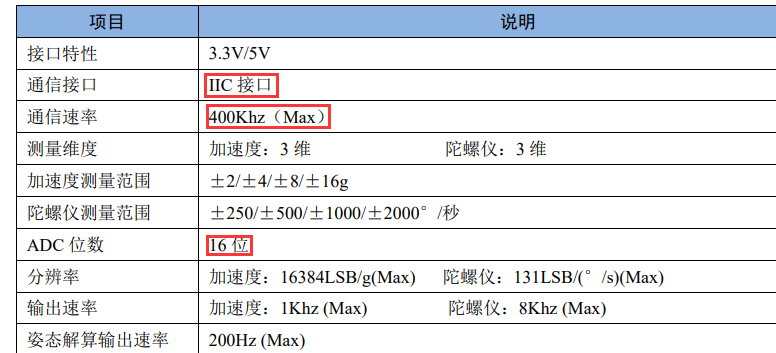 项目 说明
接口特性 3.3V/5V
通信接口 IIC 接口
通信速率 400Khz（Max）
测量维度 加速度：3 维 陀螺仪：3 维
加速度测量范围 ±2/±4/±8/±16g
陀螺仪测量范围 ±250/±500/±1000/±2000°/秒
ADC 位数 16 位
分辨率 加速度：16384LSB/g(Max) 陀螺仪：131LSB/(°/s)(Max)
输出速率 加速度：1Khz (Max) 陀螺仪：8Khz (Max)
姿态解算输出速率 200Hz (Max)